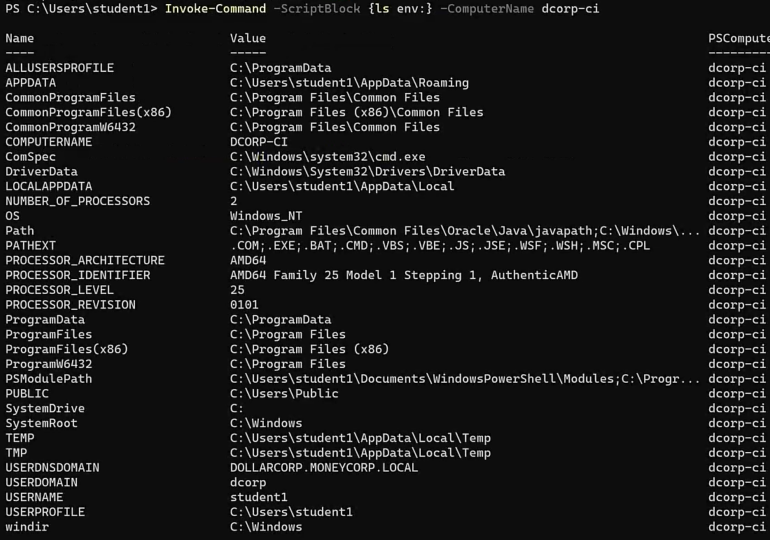 PS C:\Users\student1> Invoke-Command -ScriptBlock {ls env:} -ComputerName dcorp-ci
Name Value PSCompute
---- ----- ---------
ALLUSERSPROFILE C:\ProgramData dcorp-ci
APPDATA C:\Users\student1\AppData\Roaming dcorp-ci
CommonProgramFiles C:\Program Files\Common Files dcorp-ci
CommonProgramFiles(x86) C:\Program Files (x86)\Common Files dcorp-ci
CommonProgramW6432 C:\Program Files\Common Files dcorp-ci
COMPUTERNAME DCORP-CI dcorp-ci
ComSpec C:\Windows\system32\cmd.exe dcorp-ci
DriverData C:\Windows\System32\Drivers\DriverData dcorp-ci
LOCALAPPDATA C:\Users\student1\AppData\Local dcorp-ci
NUMBER_OF_PROCESSORS 2 dcorp-ci
OS Windows_NT dcorp-ci
Path C:\Program Files\Common Files\Oracle\Java\javapath;C:\Windows\... dcorp-ci
PATHEXT .COM;.EXE;.BAT;.CMD;.VBS;.VBE;.JS;.JSE;.WSF;.WSH;.MSC;.CPL dcorp-ci
PROCESSOR_ARCHITECTURE AMD64 dcorp-ci
PROCESSOR_IDENTIFIER AMD64 Family 25 Model 1 Stepping 1, AuthenticAMD dcorp-ci
PROCESSOR_LEVEL 25 dcorp-ci
PROCESSOR_REVISION 0101 dcorp-ci
ProgramData C:\ProgramData dcorp-ci
ProgramFiles C:\Program Files dcorp-ci
ProgramFiles(x86) C:\Program Files (x86) dcorp-ci
ProgramW6432 C:\Program Files dcorp-ci
PSModulePath C:\Users\student1\Documents\WindowsPowerShell\Modules;C:\Progr... dcorp-ci
PUBLIC C:\Users\Public dcorp-ci
SystemDrive C: dcorp-ci
SystemRoot C:\Windows dcorp-ci
TEMP C:\Users\student1\AppData\Local\Temp dcorp-ci
TMP C:\Users\student1\AppData\Local\Temp dcorp-ci
USERDNSDOMAIN DOLLARCORP.MONEYCORP.LOCAL dcorp-ci
USERDOMAIN dcorp dcorp-ci
USERNAME student1 dcorp-ci
USERPROFILE C:\Users\student1 dcorp-ci
windir C:\Windows dcorp-ci